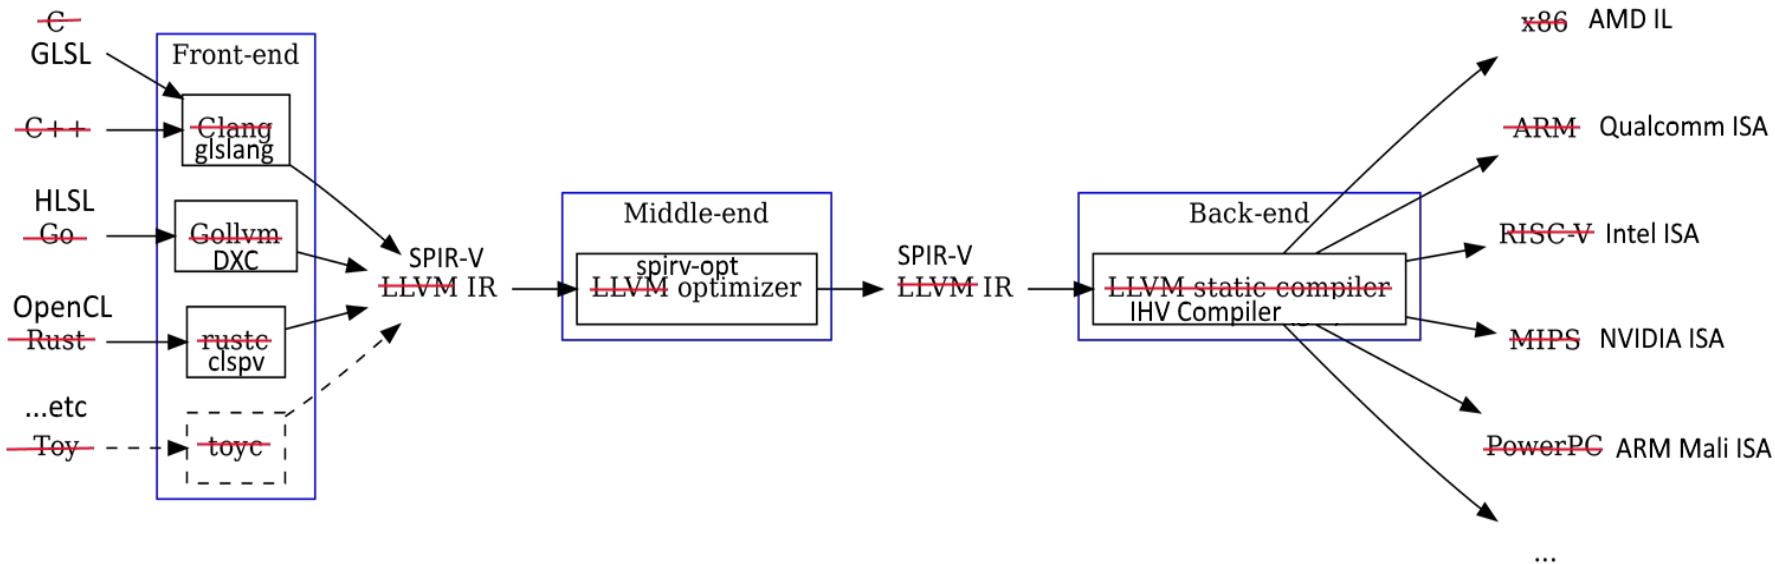 C
GLSL
C++
HLSL
Go
OpenCL
Rust
...etc
Toy
Front-end
Clang
glslang
Gollvm
DXC
rustc
clspv
toyc
SPIR-V
LLVM IR
Middle-end
spirv-opt
LLVM optimizer
SPIR-V
LLVM IR
Back-end
LLVM static compiler
IHV Compiler
x86 AMD IL
ARM Qualcomm ISA
RISC-V Intel ISA
MIPS NVIDIA ISA
PowerPC ARM Mali ISA
...